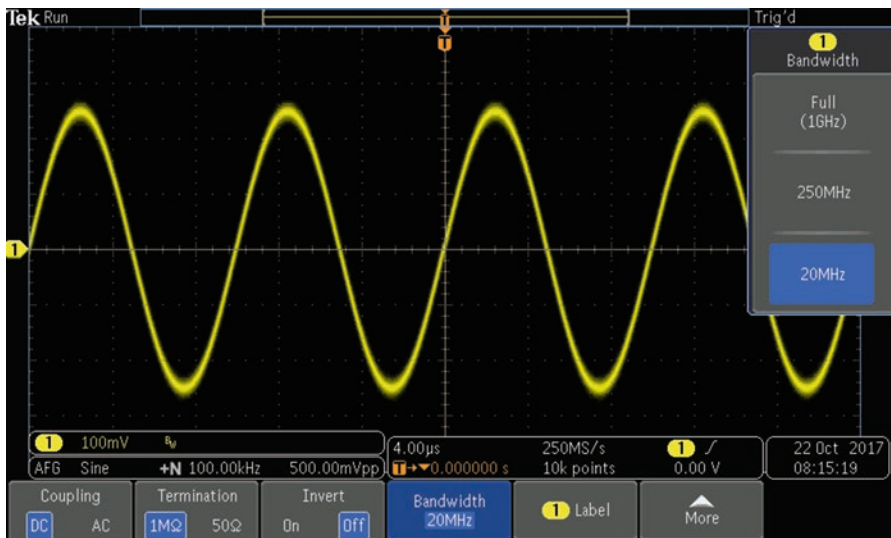 Tek Run Trig'd
T
T
1
Bandwidth
Full
(1GHz)
250MHz
20MHz
1
1 100mV BW
4.00μs 250MS/s 1 /
T→▼0.000000 s 10k points 0.00 V
AFG Sine +N 100.00kHz 500.00mVpp
22 Oct 2017
08:15:19
Coupling
DC AC
Termination
1MΩ 50Ω
Invert
On Off
Bandwidth
20MHz
1 Label
More